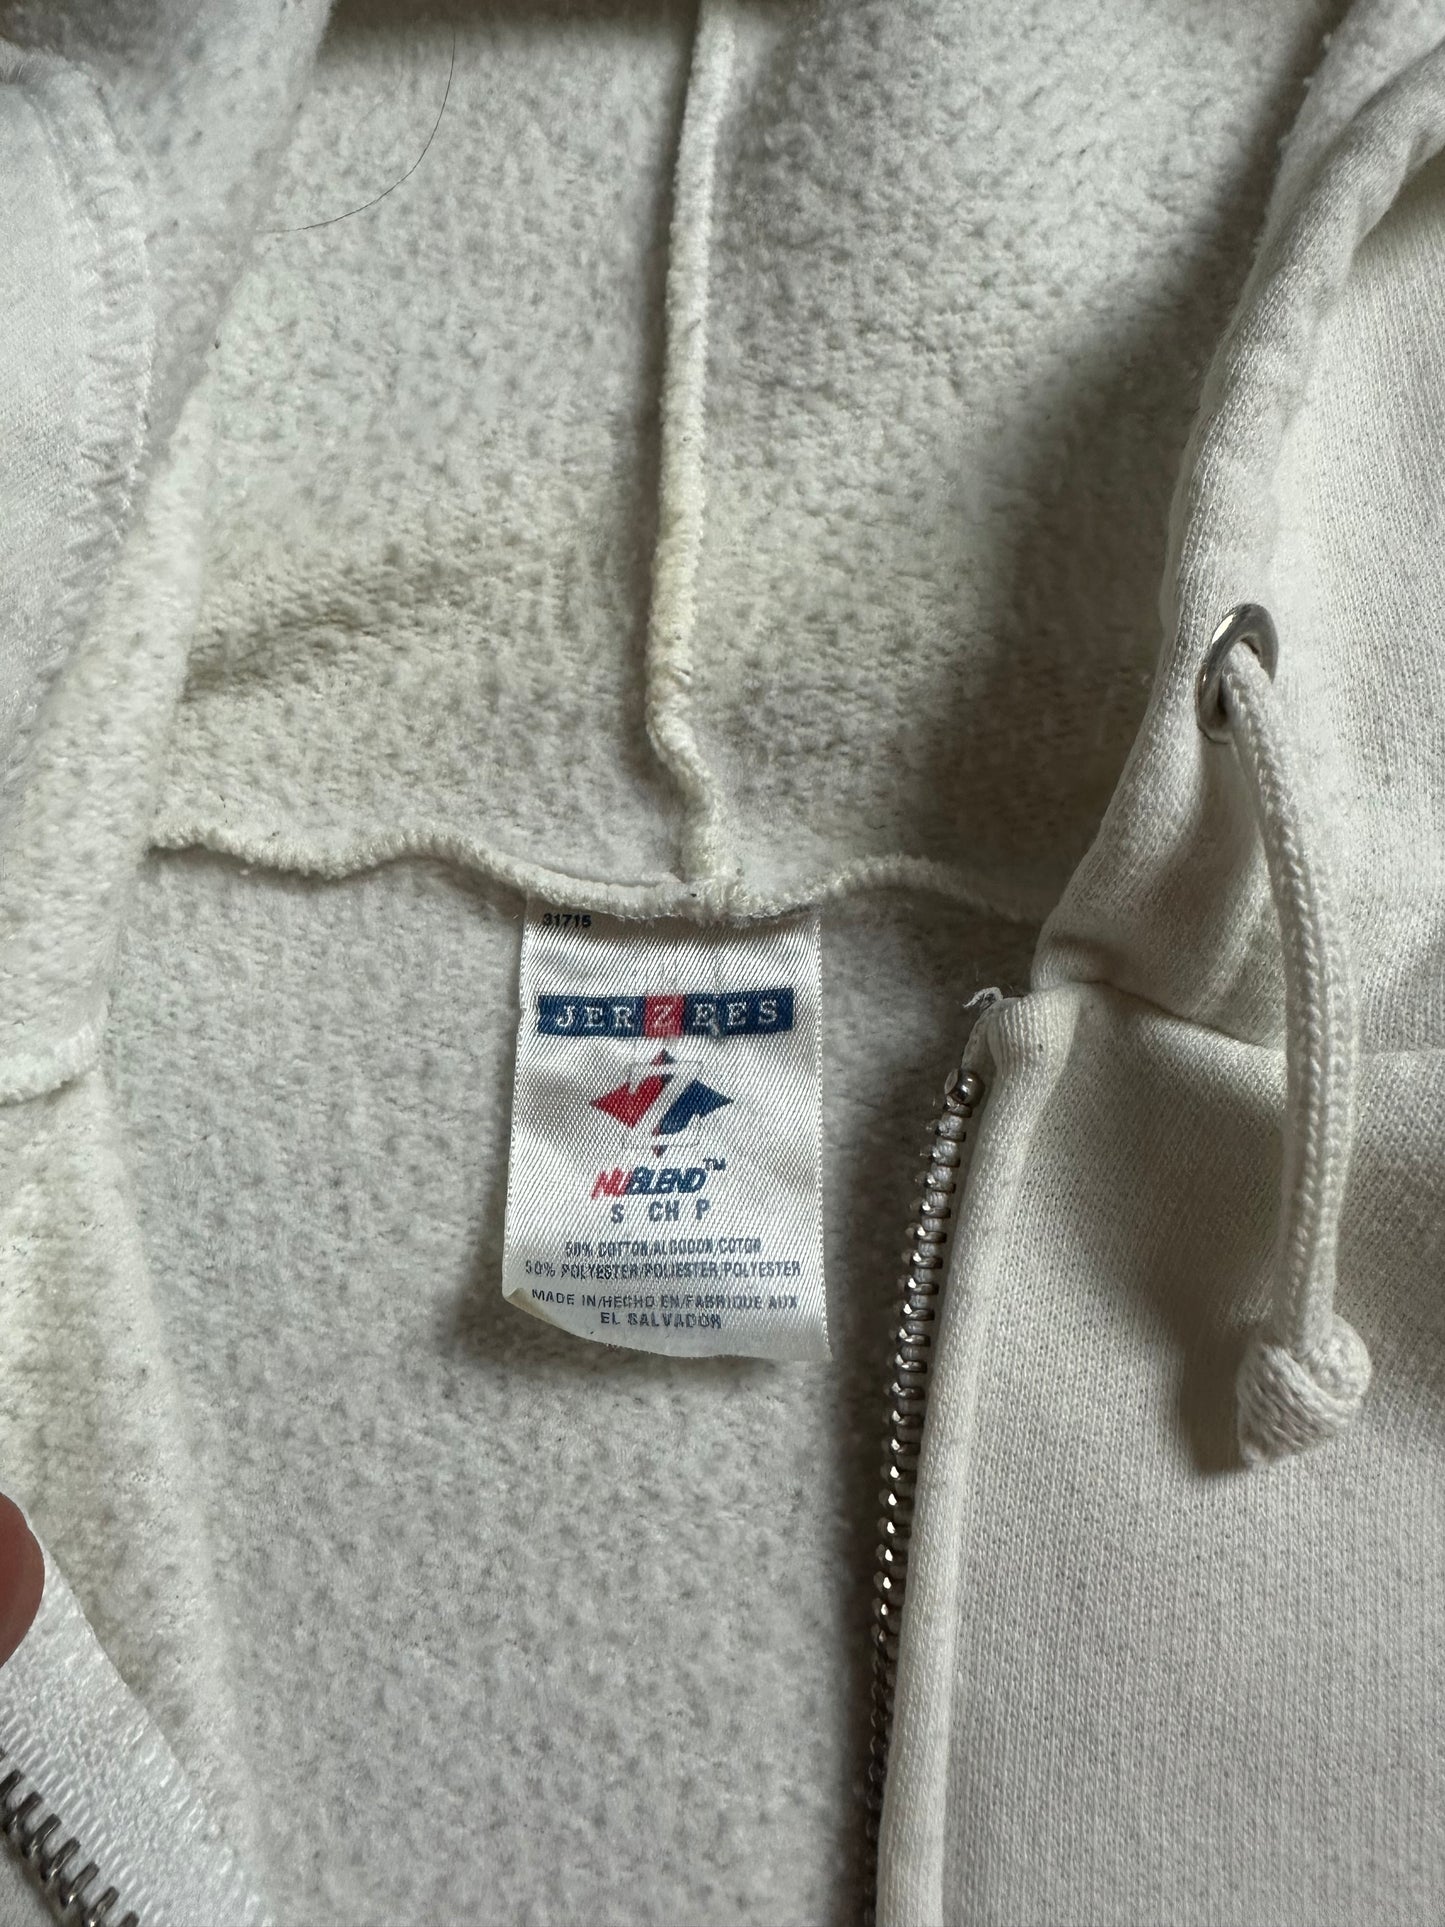 31715
JERZEES
NUBLEND™
S CH P
50% COTTON/ALGODON/COTON
50% POLYESTER/POLIESTER/POLYESTER
MADE IN/HECHO EN/FABRIQUE AUX
EL SALVADOR